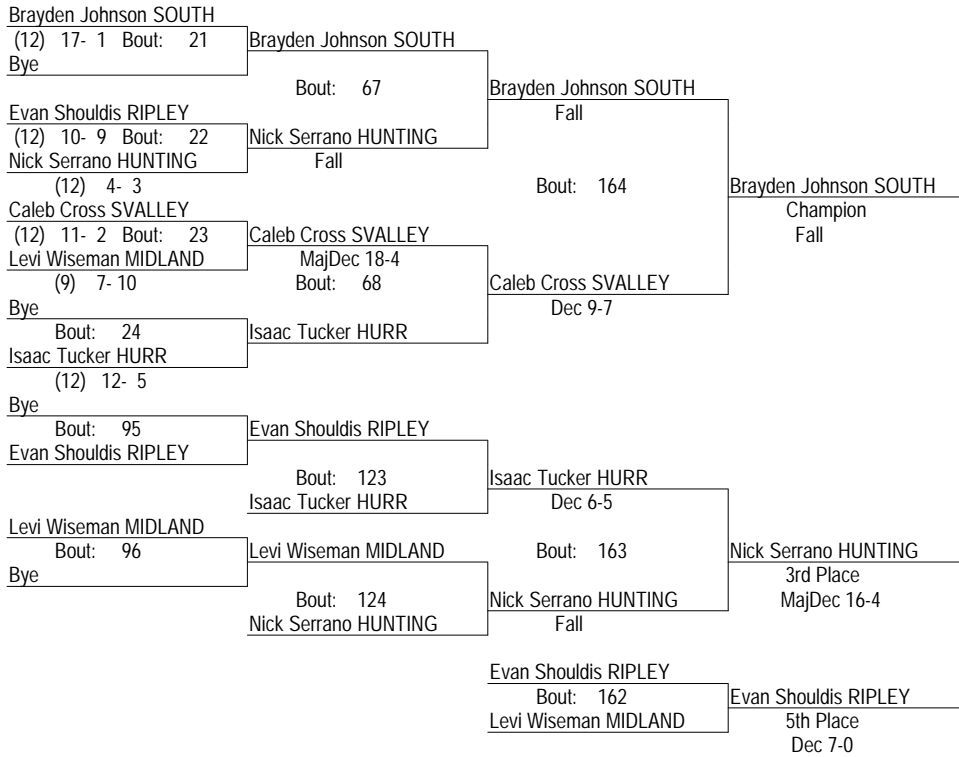 Brayden Johnson SOUTH
(12) 17- 1 Bout: 21
Bye
Brayden Johnson SOUTH
Bout: 67
Evan Shouldis RIPLEY
(12) 10- 9 Bout: 22
Nick Serrano HUNTING
(12) 4- 3
Nick Serrano HUNTING
Fall
Brayden Johnson SOUTH
Fall
Bout: 164
Caleb Cross SVALLEY
(12) 11- 2 Bout: 23
Levi Wiseman MIDLAND
(9) 7- 10
Caleb Cross SVALLEY
MajDec 18-4
Bout: 68
Bye
Bout: 24
Isaac Tucker HURR
(12) 12- 5
Isaac Tucker HURR
Caleb Cross SVALLEY
Dec 9-7
Brayden Johnson SOUTH
Champion
Fall
Bye
Bout: 95
Evan Shouldis RIPLEY
Evan Shouldis RIPLEY
Bout: 123
Isaac Tucker HURR
Isaac Tucker HURR
Dec 6-5
Bout: 163
Levi Wiseman MIDLAND
Bout: 96
Bye
Levi Wiseman MIDLAND
Bout: 124
Nick Serrano HUNTING
Nick Serrano HUNTING
Fall
Nick Serrano HUNTING
3rd Place
MajDec 16-4
Evan Shouldis RIPLEY
Bout: 162
Levi Wiseman MIDLAND
Evan Shouldis RIPLEY
5th Place
Dec 7-0